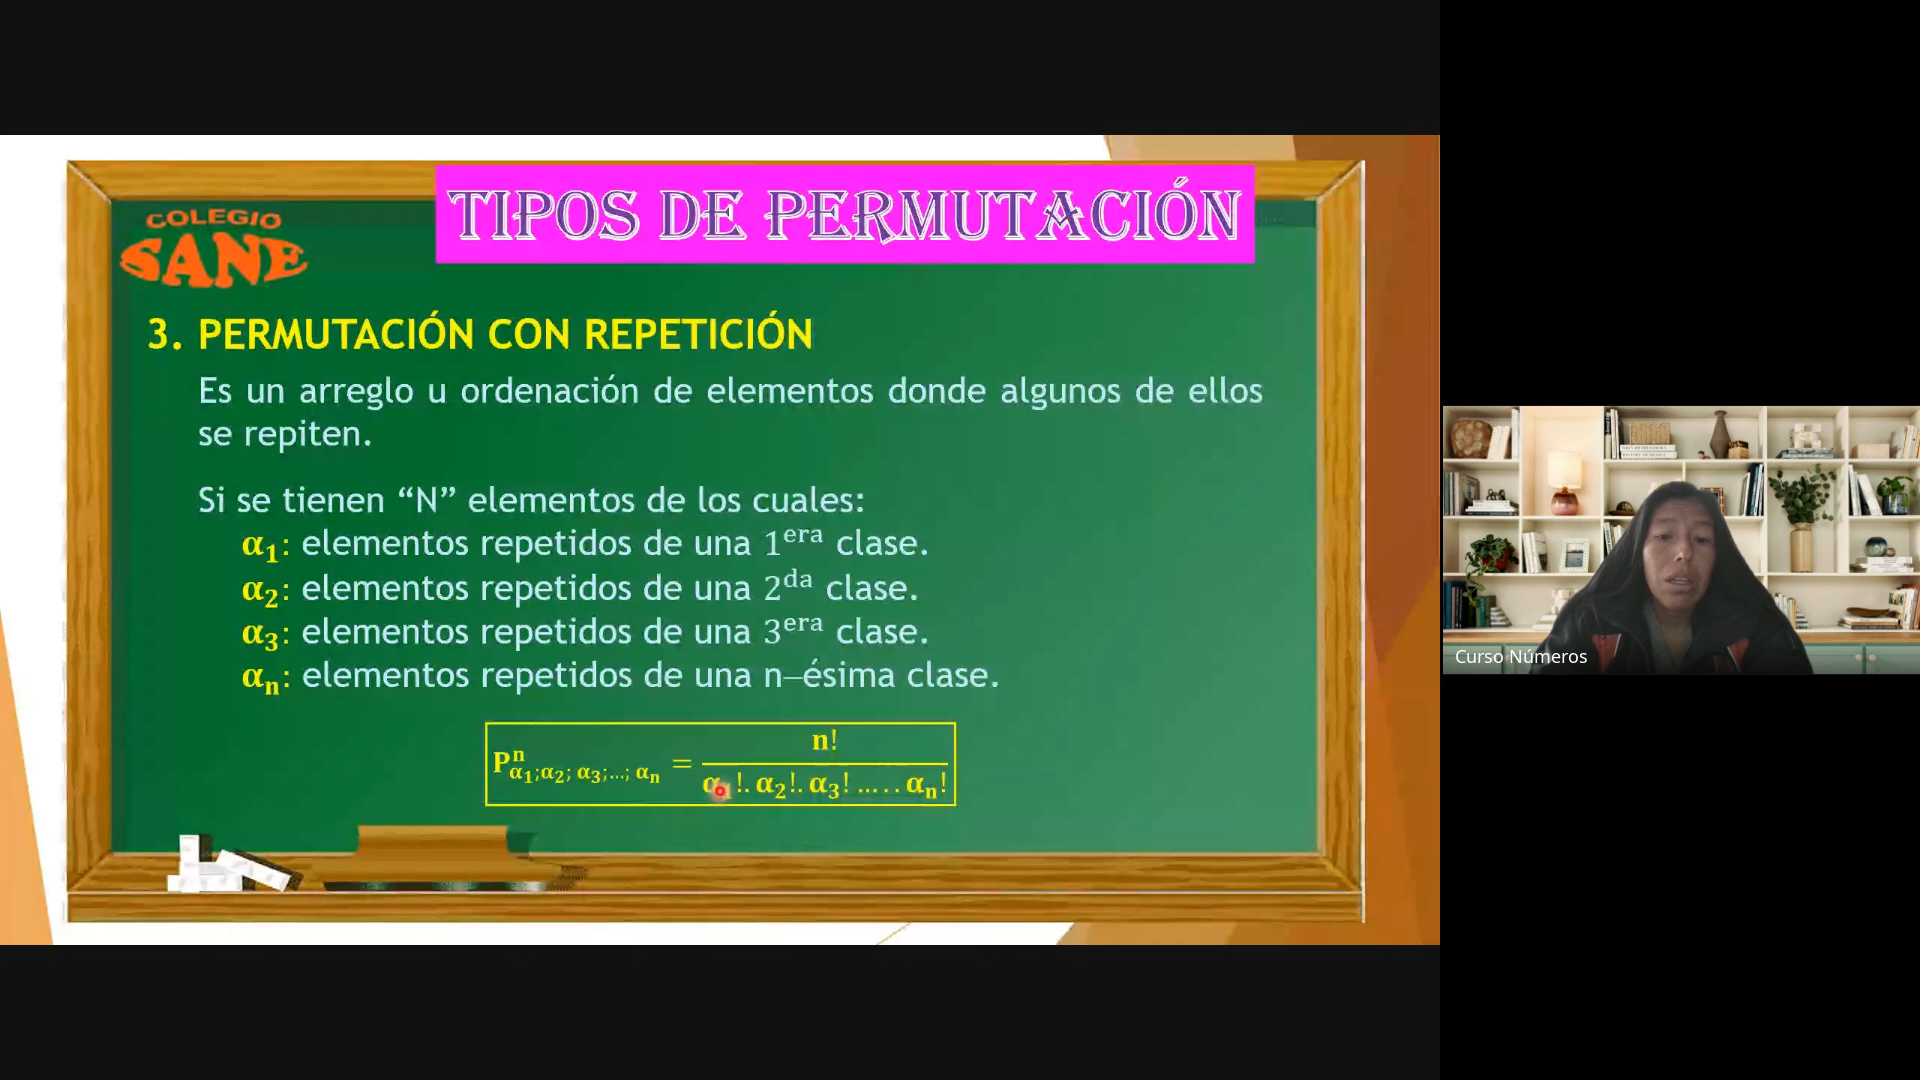 TIPOS DE PERMUTACIÓN
COLEGIO
SANE
3. PERMUTACIÓN CON REPETICIÓN
Es un arreglo u ordenación de elementos donde algunos de ellos
se repiten.
Si se tienen “N” elementos de los cuales:
α₁: elementos repetidos de una 1ᵉʳᵃ clase.
α₂: elementos repetidos de una 2ᵈᵃ clase.
α₃: elementos repetidos de una 3ᵉʳᵃ clase.
αₙ: elementos repetidos de una n–ésima clase.
P^n_{α₁;α₂; α₃;...; αₙ} = n! / α₁!. α₂!. α₃! ..... αₙ!
Curso Números